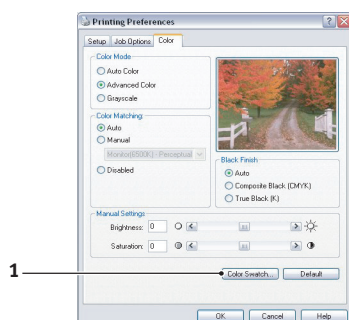 Printing Preferences
Setup Job Options Color
Color Mode
Auto Color
Advanced Color
Grayscale
Color Matching:
Auto
Manual
Monitor(6500K) - Perceptual
Disabled
Black Finish
Auto
Composite Black (CMYK)
True Black (K)
Manual Settings
Brightness: 0
Saturation: 0
1
Color Swatch... Default
OK Cancel Help